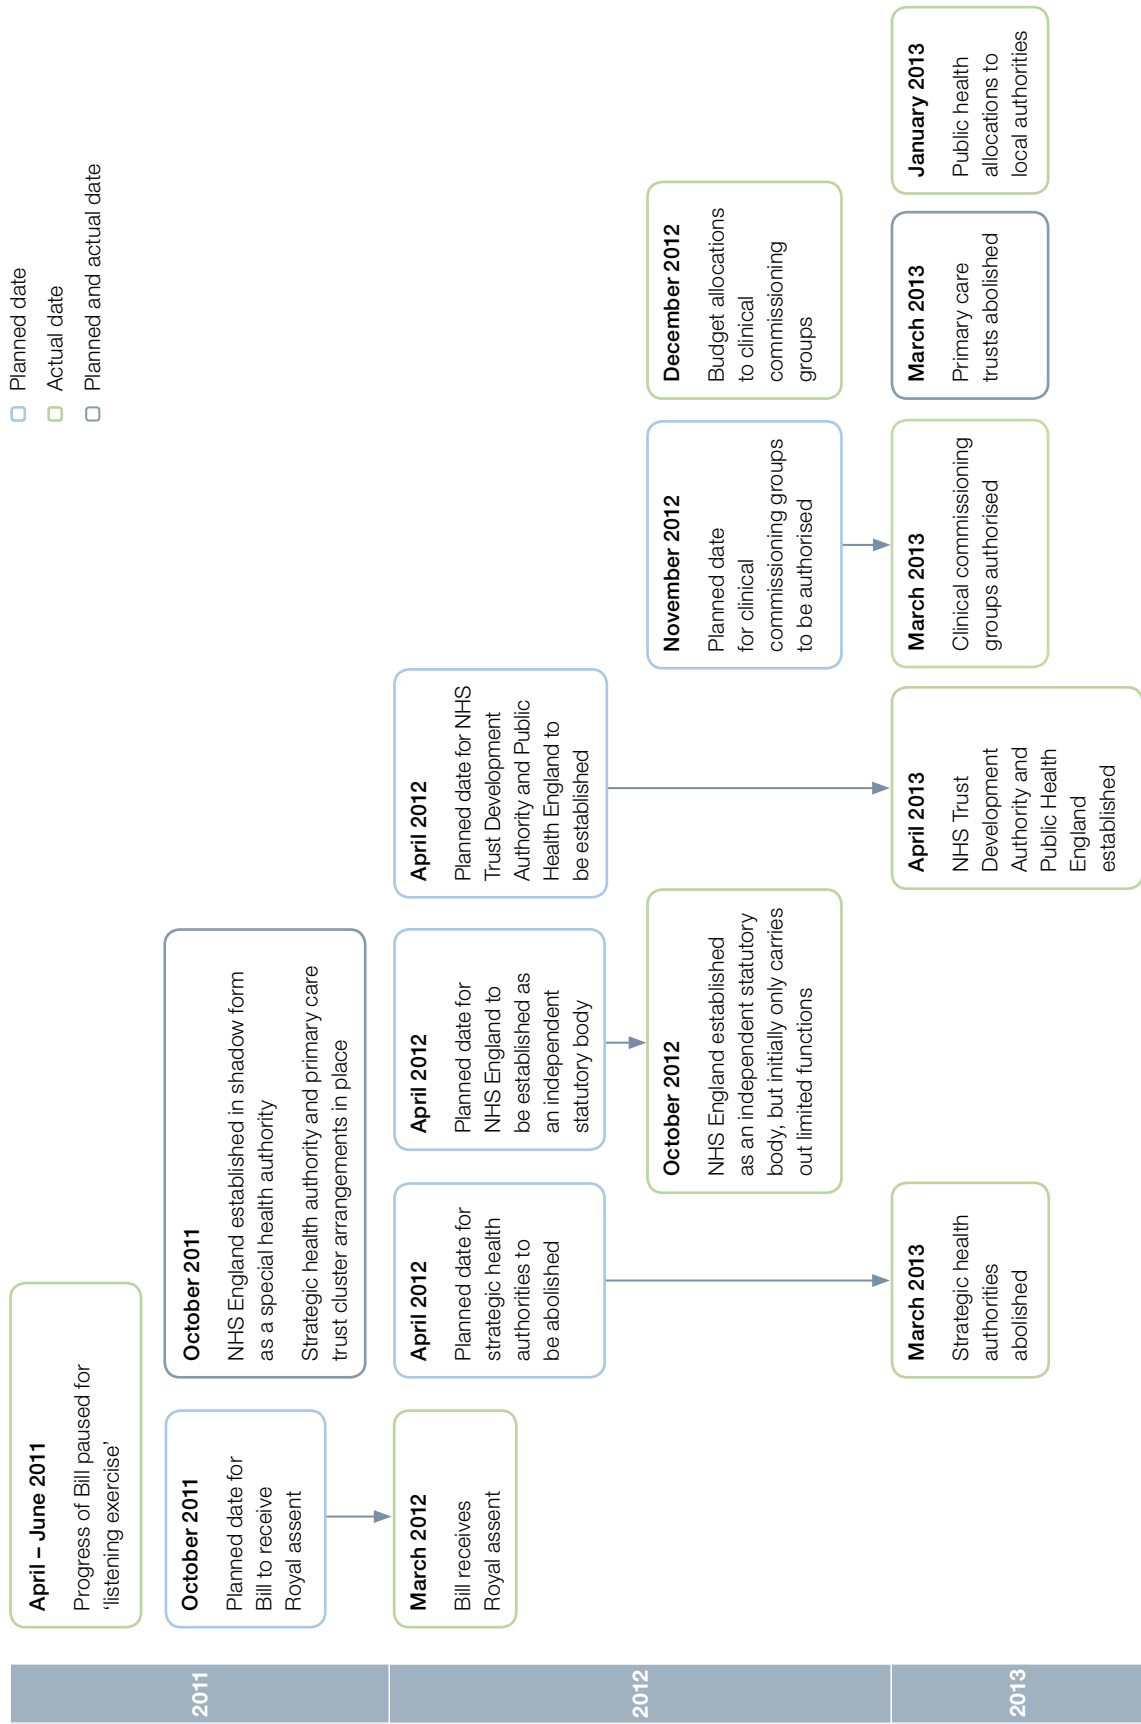 Planned date
Actual date
Planned and actual date
2011
April – June 2011
Progress of Bill paused for
‘listening exercise’
October 2011
Planned date for
Bill to receive
Royal assent
October 2011
NHS England established in shadow form
as a special health authority
Strategic health authority and primary care
trust cluster arrangements in place
2012
March 2012
Bill receives
Royal assent
April 2012
Planned date for
strategic health
authorities to
be abolished
April 2012
Planned date for
NHS England to
be established as
an independent
statutory body
April 2012
Planned date for NHS
Trust Development
Authority and Public
Health England to
be established
October 2012
NHS England established
as an independent statutory
body, but initially only carries
out limited functions
November 2012
Planned date
for clinical
commissioning groups
to be authorised
December 2012
Budget allocations
to clinical
commissioning
groups
2013
March 2013
Strategic health
authorities
abolished
April 2013
NHS Trust
Development
Authority and
Public Health
England
established
March 2013
Clinical commissioning
groups authorised
March 2013
Primary care
trusts abolished
January 2013
Public health
allocations to
local authorities